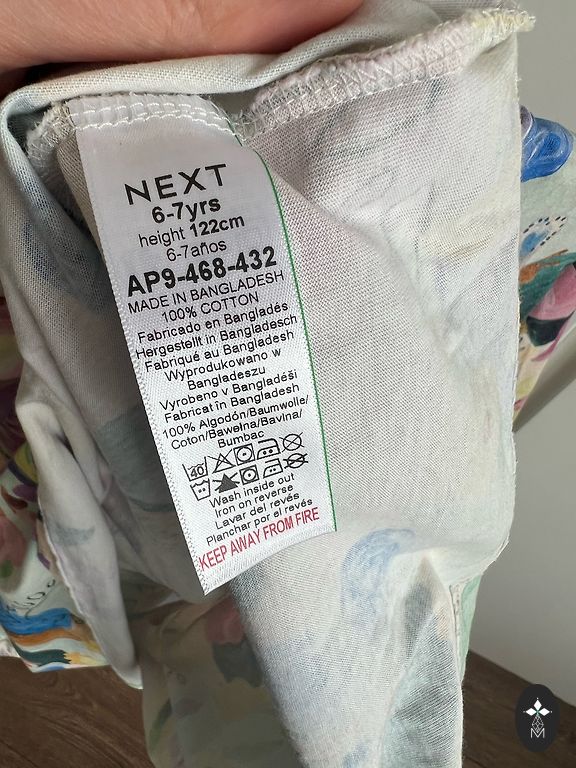 NEXT
6-7yrs
height 122cm
6-7años
AP9-468-432
MADE IN BANGLADESH
100% COTTON
Fabricado en Bangladés
Hergestellt in Bangladesch
Fabriqué au Bangladesh
Wyprodukowano w
Bangladeszu
Vyrobeno v Bangladéši
Fabricat în Bangladesh
100% Algodón/Baumwolle/
Coton/Bawełna/Bavlna/
Bumbac
40
Wash inside out
Iron on reverse
Lavar del revés
Planchar por el revés
KEEP AWAY FROM FIRE
M